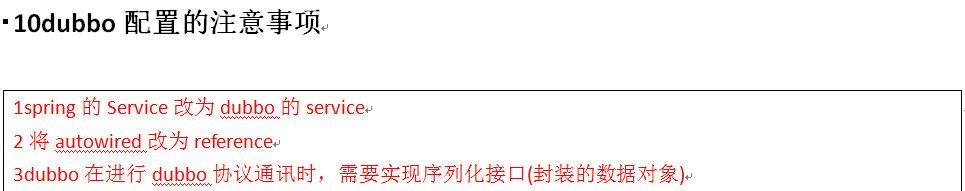 10dubbo 配置的注意事项
1spring 的 Service 改为 dubbo 的 service
2 将 autowired 改为 reference
3dubbo 在进行 dubbo 协议通讯时，需要实现序列化接口(封装的数据对象)